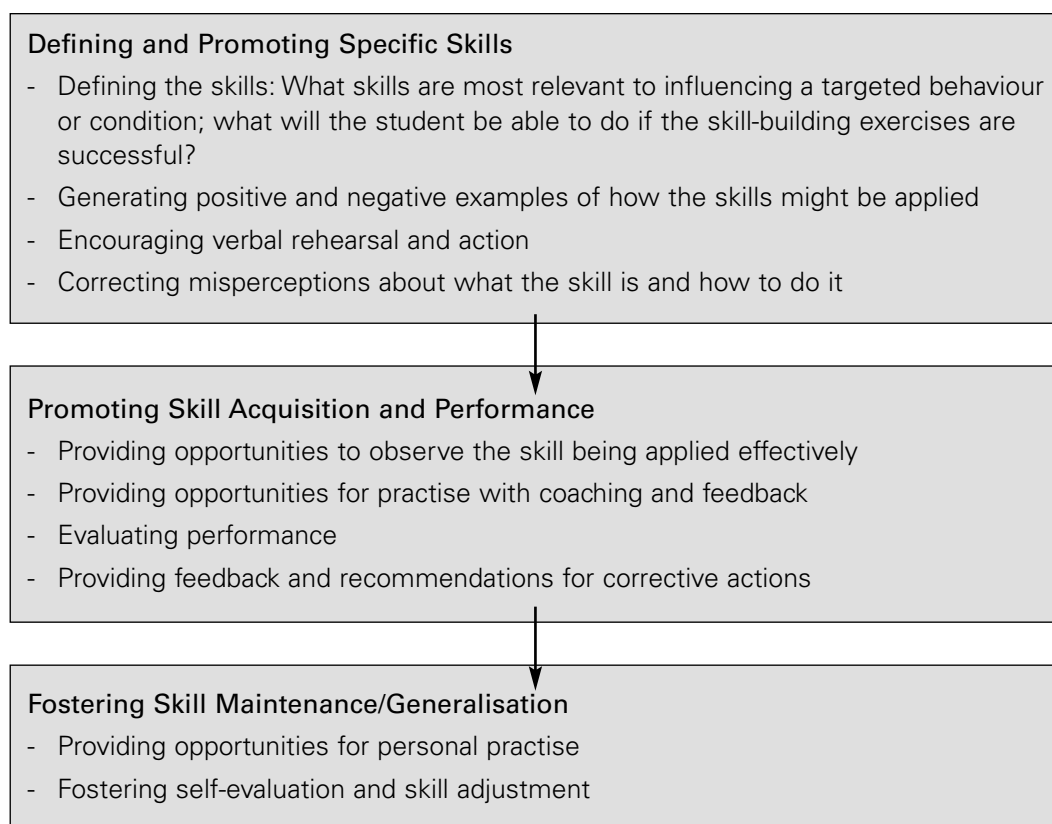 Defining and Promoting Specific Skills
- Defining the skills: What skills are most relevant to influencing a targeted behaviour
or condition; what will the student be able to do if the skill-building exercises are
successful?
- Generating positive and negative examples of how the skills might be applied
- Encouraging verbal rehearsal and action
- Correcting misperceptions about what the skill is and how to do it
Promoting Skill Acquisition and Performance
- Providing opportunities to observe the skill being applied effectively
- Providing opportunities for practise with coaching and feedback
- Evaluating performance
- Providing feedback and recommendations for corrective actions
Fostering Skill Maintenance/Generalisation
- Providing opportunities for personal practise
- Fostering self-evaluation and skill adjustment